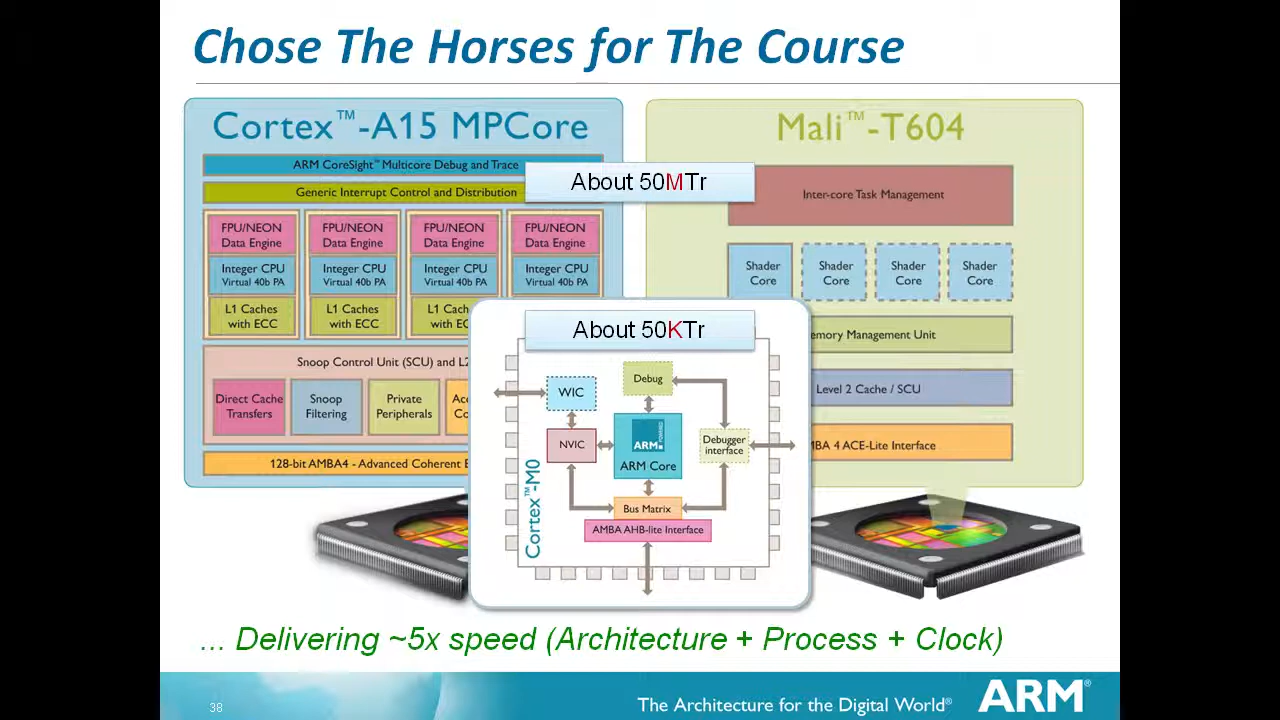 Chose The Horses for The Course
Cortex™-A15 MPCore
ARM CoreSight™ Multicore Debug and Trace
Generic Interrupt Control and Distribution
FPU/NEON
Data Engine
Integer CPU
Virtual 40b PA
L1 Caches
with ECC
FPU/NEON
Data Engine
Integer CPU
Virtual 40b PA
L1 Caches
with ECC
FPU/NEON
Data Engine
Integer CPU
Virtual 40b PA
L1 Cach
with EC
FPU/NEON
Data Engine
Integer CPU
Virtual 40b PA
Snoop Control Unit (SCU) and L2
Direct Cache
Transfers
Snoop
Filtering
Private
Peripherals
128-bit AMBA4 - Advanced Coherent
About 50MTr
Mali™-T604
Inter-core Task Management
Shader
Core
Shader
Core
Shader
Core
Shader
Core
emory Management Unit
Level 2 Cache / SCU
MBA 4 ACE-Lite Interface
About 50KTr
Cortex™-M0
WIC
Debug
NVIC
ARM POWERED
ARM Core
Debugger
interface
Bus Matrix
AMBA AHB-lite Interface
... Delivering ~5x speed (Architecture + Process + Clock)
38
The Architecture for the Digital World®
ARM®